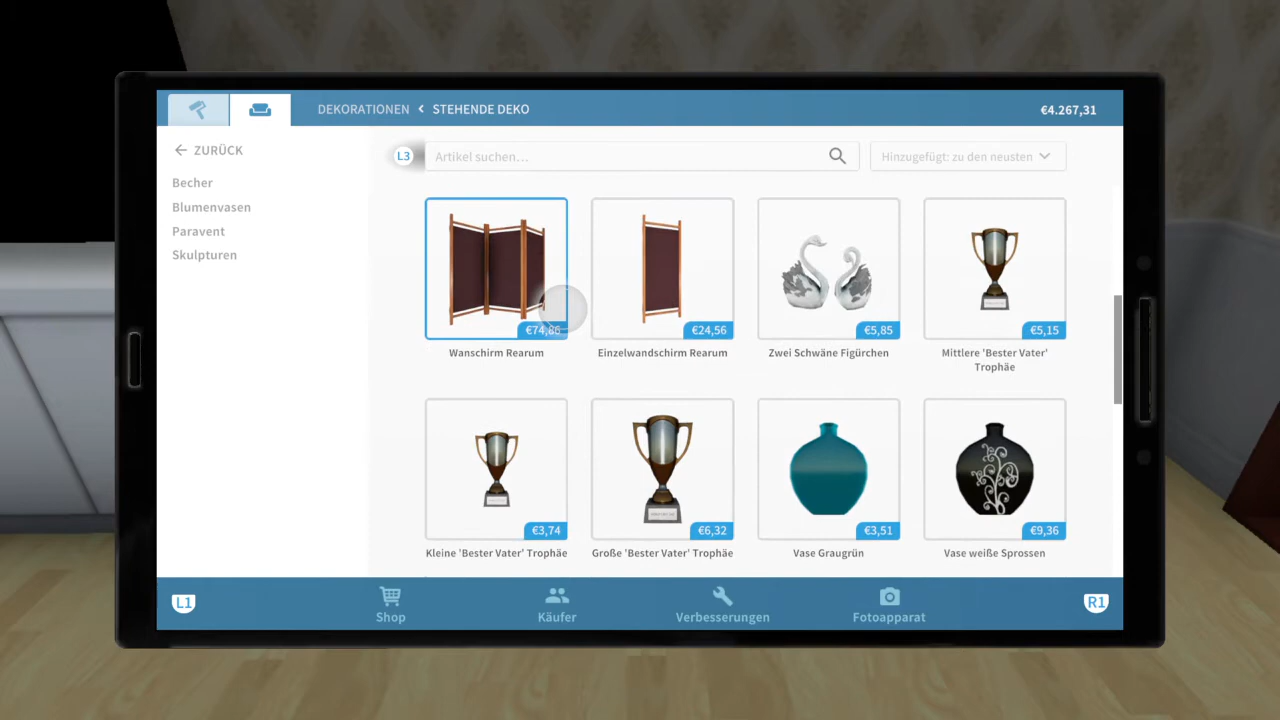 DEKORATIONEN < STEHENDE DEKO
€4.267,31
ZURÜCK
Becher
Blumenvasen
Paravent
Skulpturen
L3
Artikel suchen...
Hinzugefügt: zu den neusten
€74,86
€24,56
€5,85
€5,15
Wanschirm Rearum
Einzelwandschirm Rearum
Zwei Schwäne Figürchen
Mittlere 'Bester Vater'
Trophäe
€3,74
€6,32
€3,51
€9,36
Kleine 'Bester Vater' Trophäe
Große 'Bester Vater' Trophäe
Vase Graugrün
Vase weiße Sprossen
L1
Shop
Käufer
Verbesserungen
Fotoapparat
R1